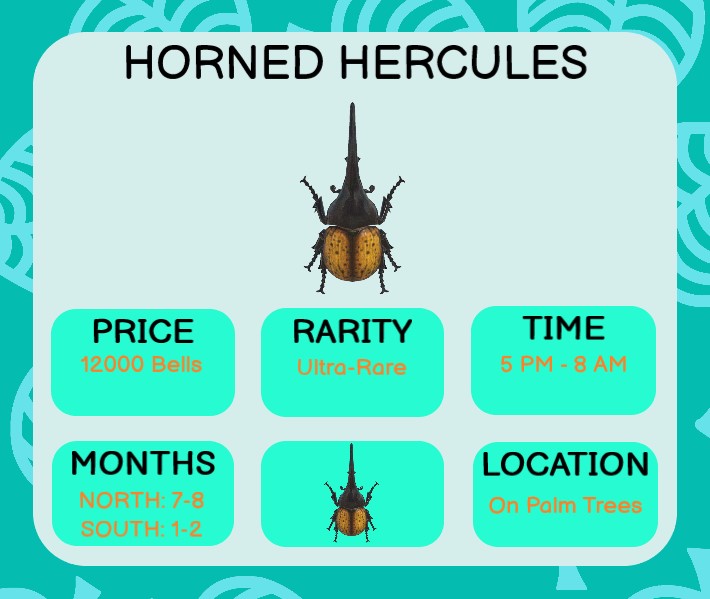 HORNED HERCULES
PRICE
12000 Bells
RARITY
Ultra-Rare
TIME
5 PM - 8 AM
MONTHS
NORTH: 7-8
SOUTH: 1-2
LOCATION
On Palm Trees